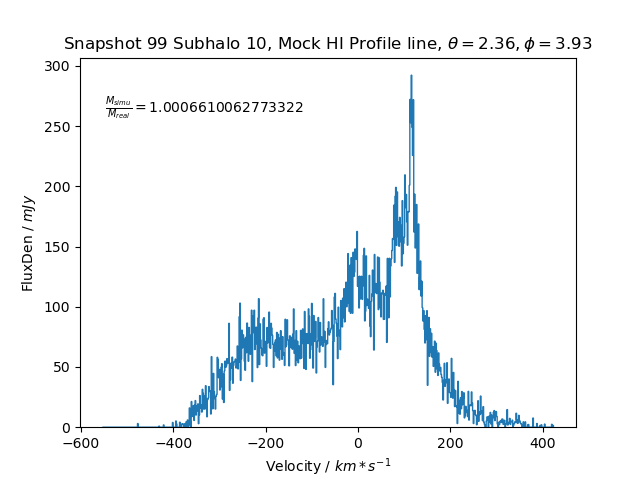 Snapshot 99 Subhalo 10, Mock HI Profile line, θ = 2.36, ϕ = 3.93
M_simu/M_real = 1.0006610062773322
FluxDen / mJy
300
250
200
150
100
50
0
−600 −400 −200 0 200 400
Velocity / km * s⁻¹